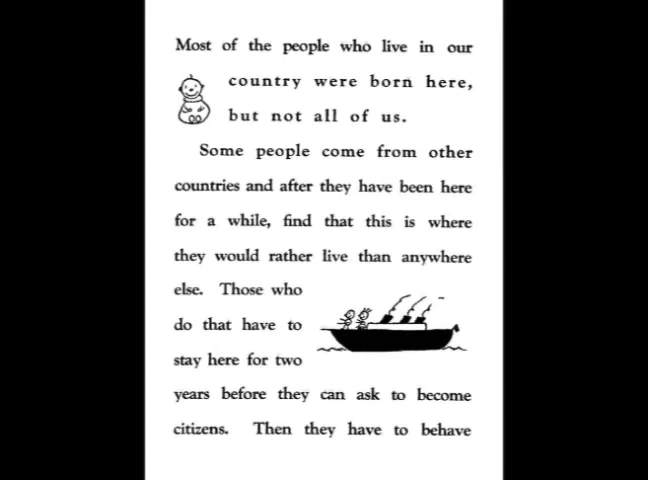 Most of the people who live in our
country were born here,
but not all of us.
Some people come from other
countries and after they have been here
for a while, find that this is where
they would rather live than anywhere
else. Those who
do that have to
stay here for two
years before they can ask to become
citizens. Then they have to behave